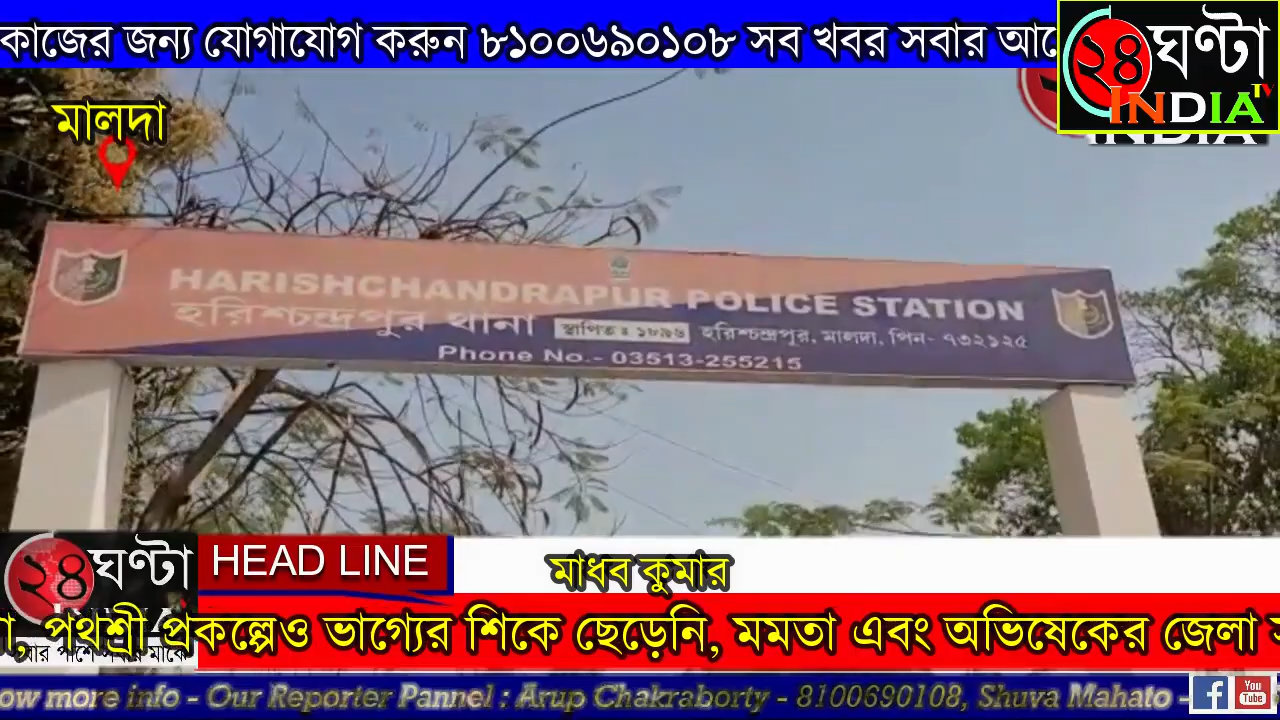 কাজের জন্য যোগাযোগ করুন ৮১০০৬৯০১০৮ সব খবর সবার
২৪ ঘণ্টা
INDIA TV
মালদা
HARISHCHANDRAPUR POLICE STATION
হরিশ্চন্দ্রপুর থানা স্থাপিত ঃ ১৮৯৬ হরিশ্চন্দ্রপুর, মালদা, পিন- ৭৩২১২৫
Phone No.- 03513-255215
২৪ ঘণ্টা
HEAD LINE
মাধব কুমার
পথশ্রী প্রকল্পেও ভাগ্যের শিকে ছেড়েনি, মমতা এবং অভিষেকের জেলা
ow more info - Our Reporter Pannel : Arup Chakraborty - 8100690108, Shuva Mahato -
You Tube